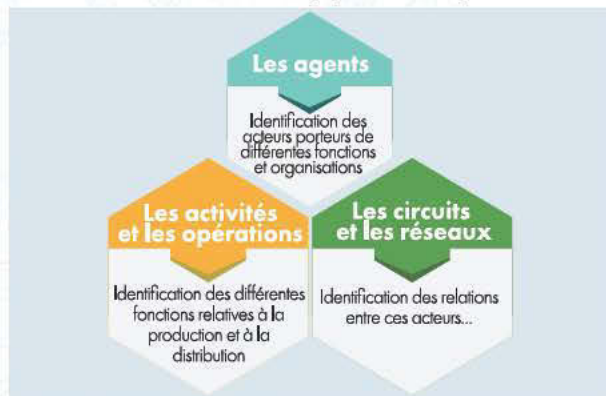 Les agents
Identification des
acteurs porteurs de
différentes fonctions
et organisations
Les activités
et les opérations
Identification des différentes
fonctions relatives à la
production et à la
distribution
Les circuits
et les réseaux
Identification des relations
entre ces acteurs...